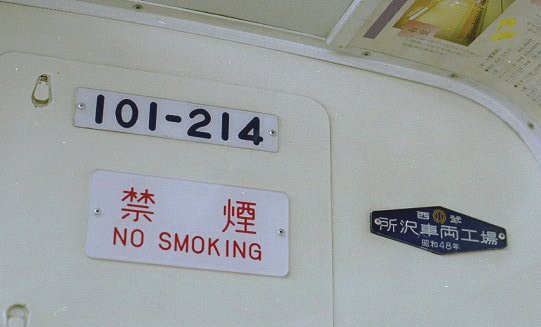 101-214
禁 煙
NO SMOKING
西武
所沢車両工場
昭和48年